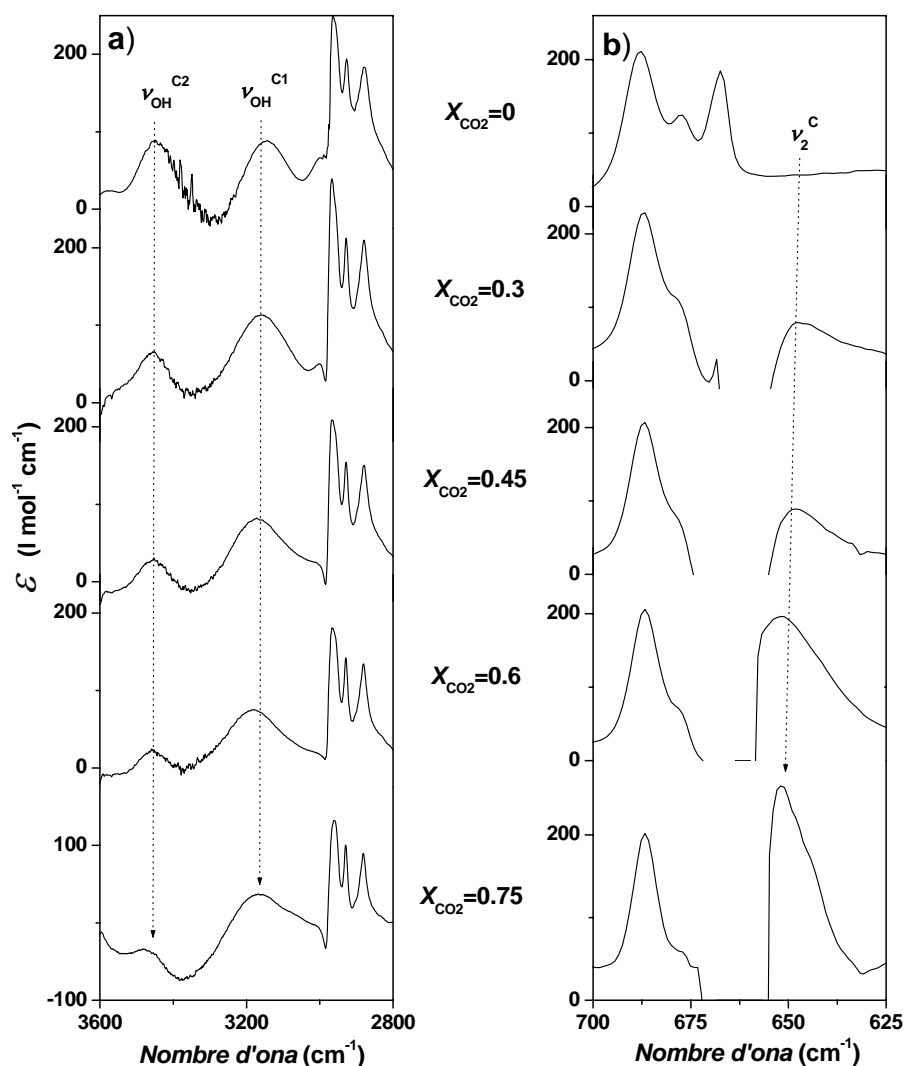 a)
b)
ν_OH^C2
ν_OH^C1
ν_2^C
X_CO2=0
X_CO2=0.3
X_CO2=0.45
X_CO2=0.6
X_CO2=0.75
ε (l mol⁻¹ cm⁻¹)
200
0
200
0
200
0
200
0
100
-100
200
0
200
0
200
0
200
0
200
0
3600 3200 2800
700 675 650 625
Nombre d'ona (cm⁻¹)
Nombre d'ona (cm⁻¹)